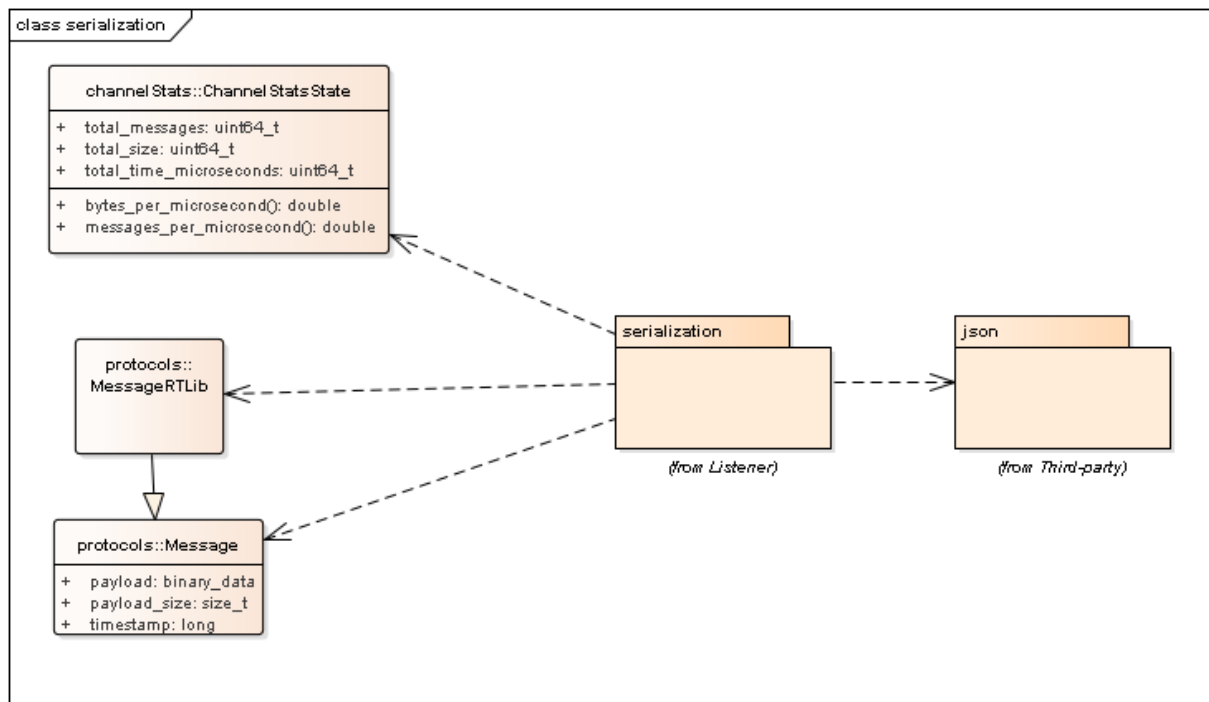 class serialization
channelStats::ChannelStatsState
+ total_messages: uint64_t
+ total_size: uint64_t
+ total_time_microseconds: uint64_t
+ bytes_per_microsecond(): double
+ messages_per_microsecond(): double
serialization
(from Listener)
json
(from Third-party)
protocols::
MessageRTLib
protocols::Message
+ payload: binary_data
+ payload_size: size_t
+ timestamp: long